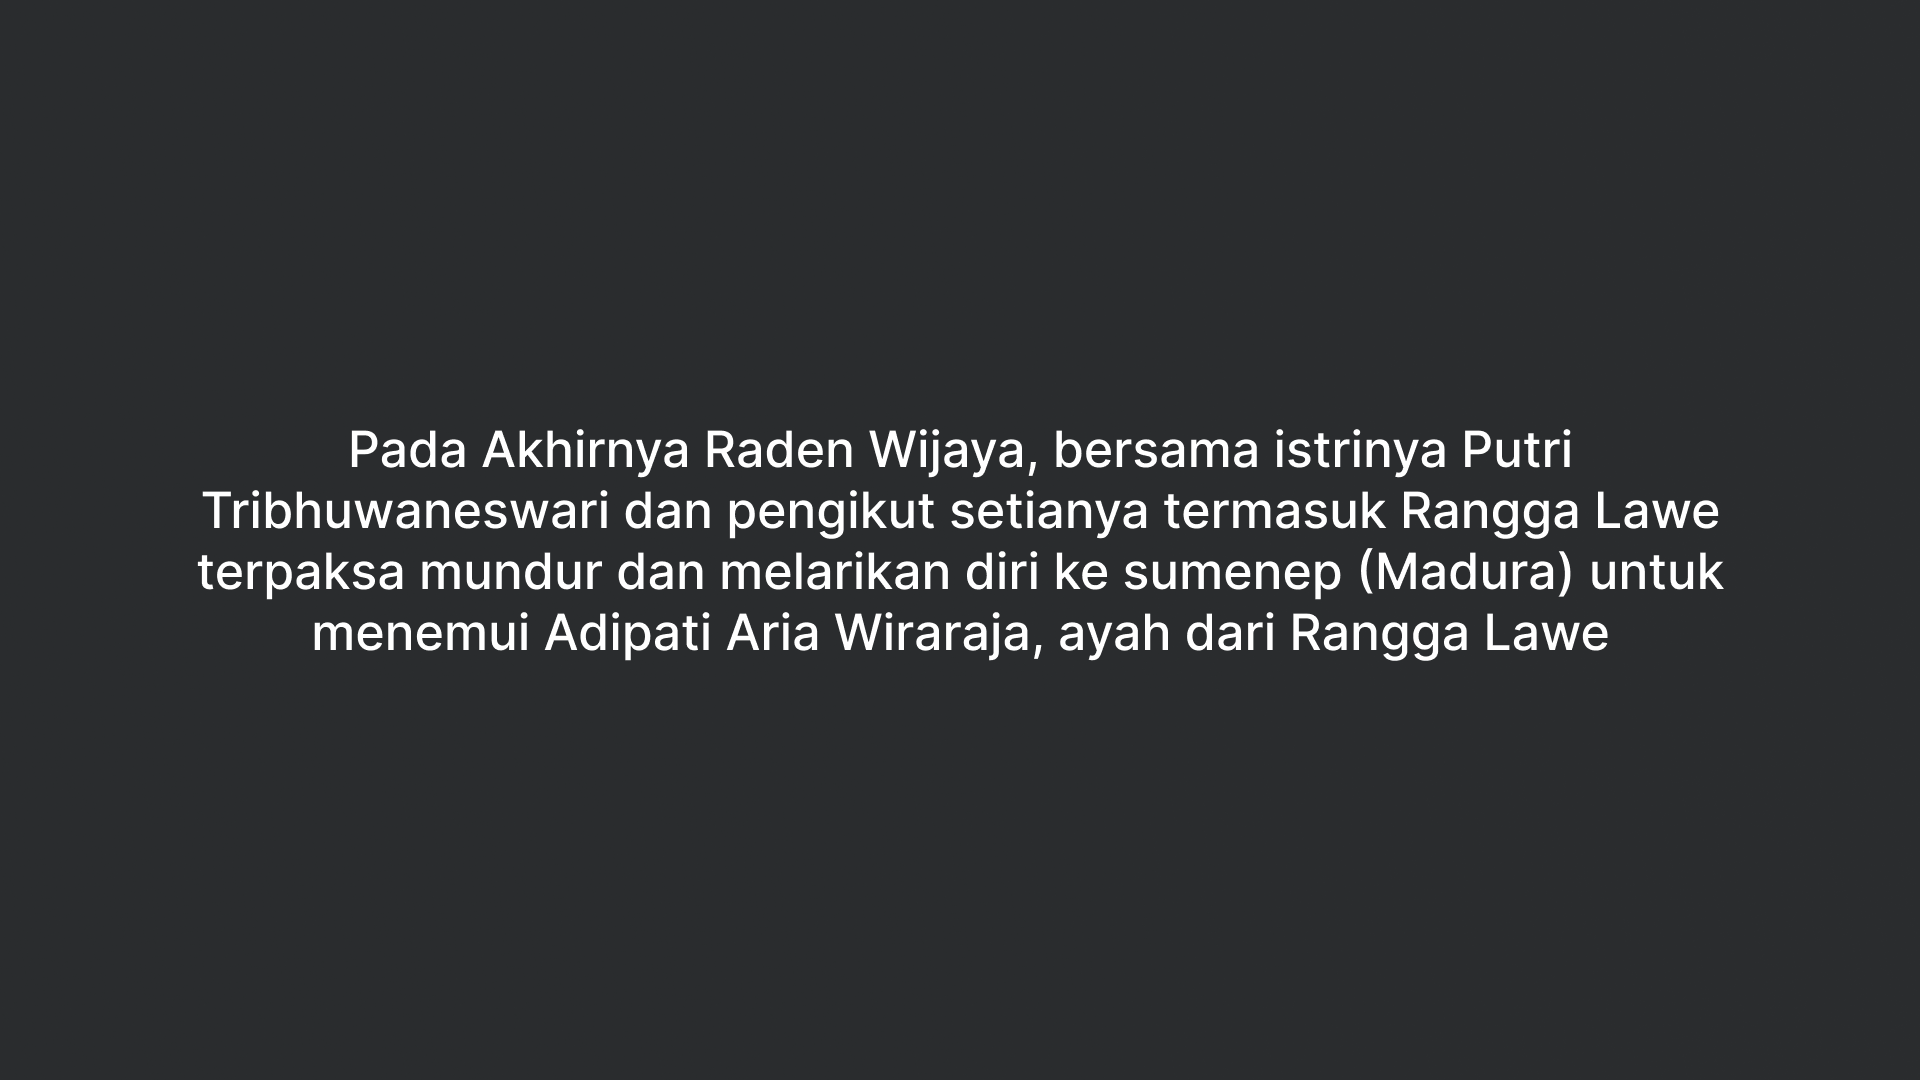 Pada Akhirnya Raden Wijaya, bersama istrinya Putri
Tribhuwaneswari dan pengikut setianya termasuk Rangga Lawe
terpaksa mundur dan melarikan diri ke sumenep (Madura) untuk
menemui Adipati Aria Wiraraja, ayah dari Rangga Lawe